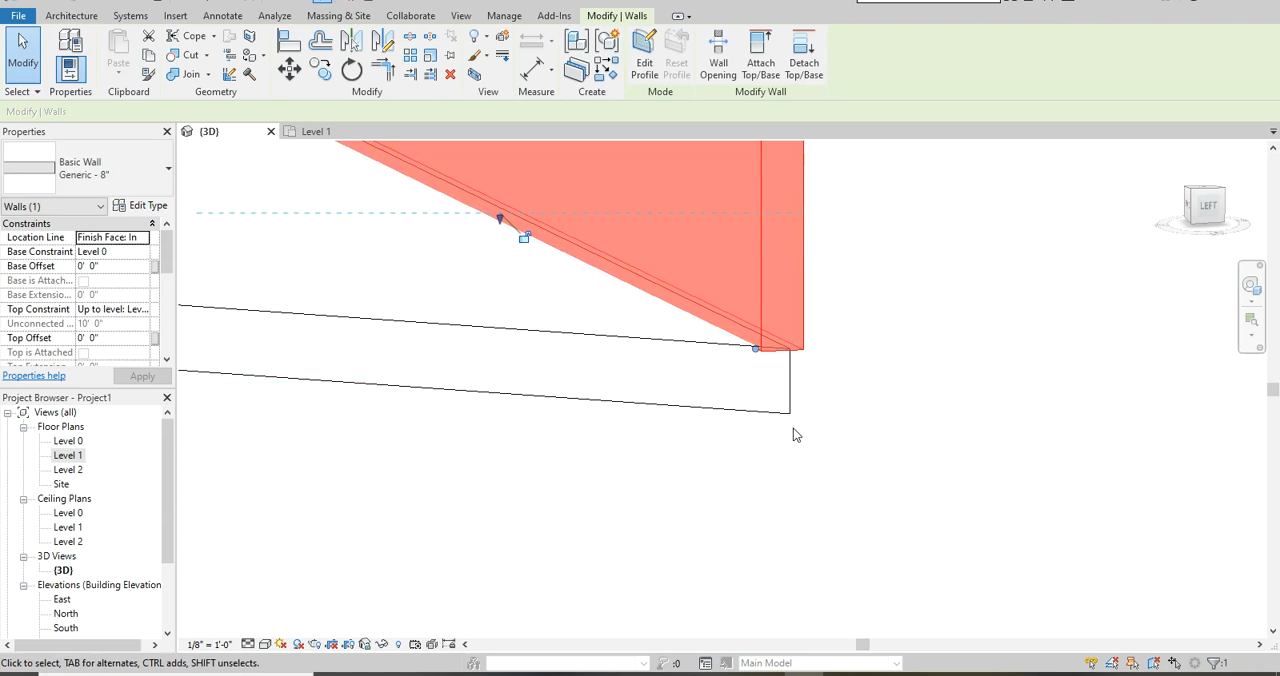 File Architecture Systems Insert Annotate Analyze Massing & Site Collaborate View Manage Add-Ins Modify | Walls
Modify
Select
Properties
Paste
Clipboard
Cope
Cut
Join
Geometry
Modify
View
Measure
Create
Edit
Profile
Reset
Profile
Mode
Wall
Opening
Attach
Top/Base
Detach
Top/Base
Modify Wall
Modify | Walls
Properties
{3D}
Level 1
Basic Wall
Generic - 8"
Walls (1)
Edit Type
Constraints
Location Line Finish Face: In
Base Constraint Level 0
Base Offset 0' 0"
Base is Attach...
Base Extensio... 0' 0"
Top Constraint Up to level: Lev...
Unconnected ... 10' 0"
Top Offset 0' 0"
Top is Attached
Properties help
Apply
Project Browser - Project1
Views (all)
Floor Plans
Level 0
Level 1
Level 2
Site
Ceiling Plans
Level 0
Level 1
Level 2
3D Views
{3D}
Elevations (Building Elevation
East
North
South
LEFT
1/8" = 1'-0"
Click to select, TAB for alternates, CTRL adds, SHIFT unselects.
:0
Main Model
:1